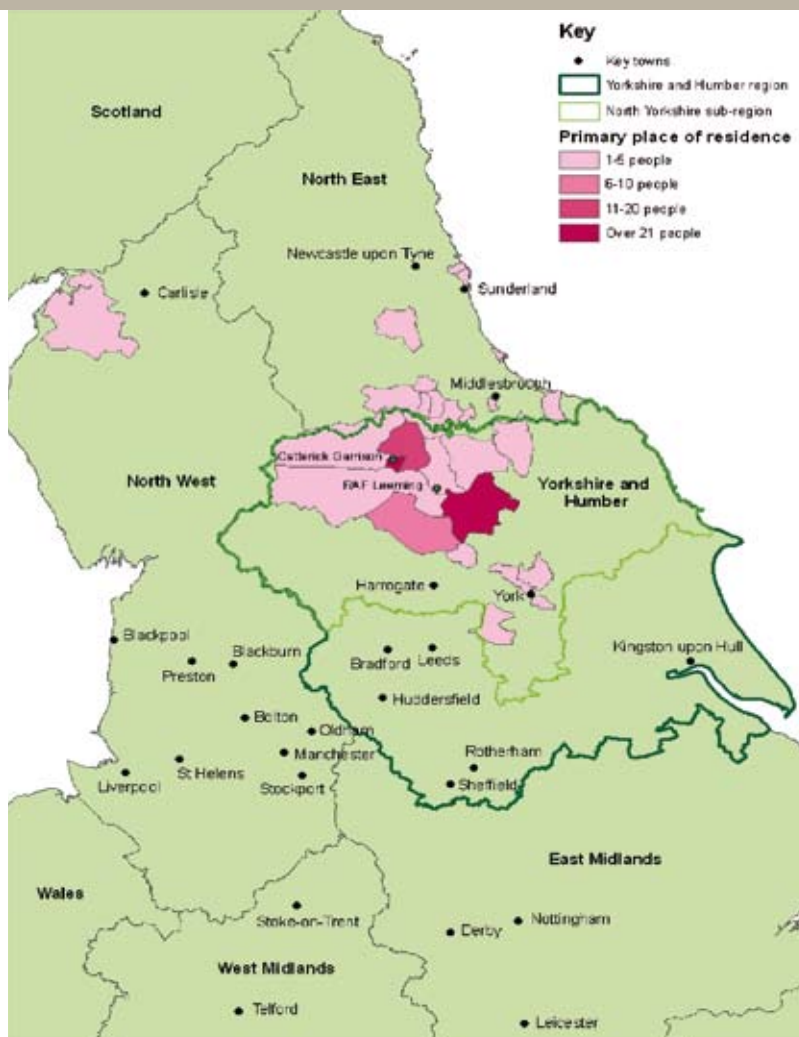 Key
Key towns
Yorkshire and Humber region
North Yorkshire sub-region
Primary place of residence
1-5 people
6-10 people
11-20 people
Over 21 people
Scotland
North East
Newcastle upon Tyne
Sunderland
Carlisle
Middlesbrough
Catterick Garrison
RAF Leeming
North West
Yorkshire and
Humber
Harrogate
York
Blackpool
Preston
Blackburn
Bradford
Leeds
Kingston upon Hull
Huddersfield
Bolton
Oldham
Manchester
Rotherham
St Helens
Liverpool
Stockport
Sheffield
East Midlands
Wales
Stoke-on-Trent
Derby
Nottingham
West Midlands
Telford
Leicester